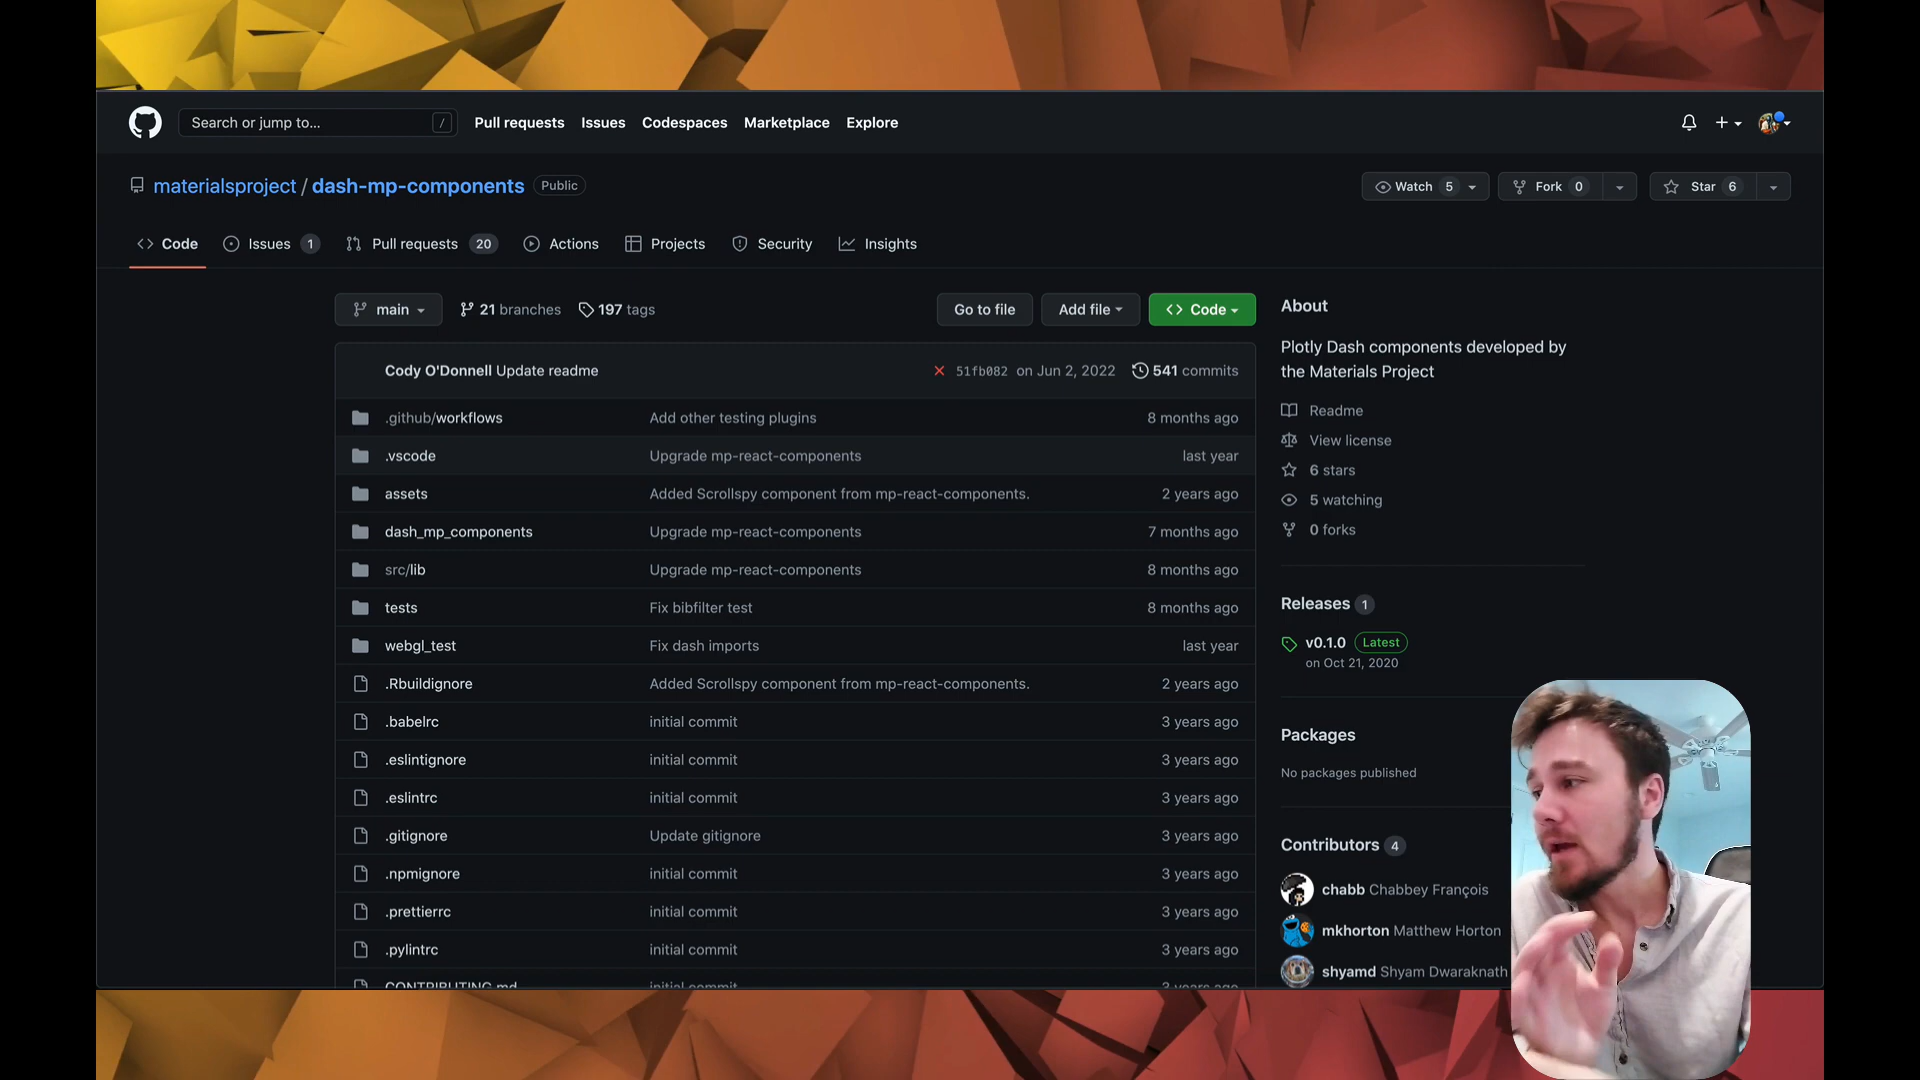 Search or jump to... /
Pull requests Issues Codespaces Marketplace Explore
materialsproject / dash-mp-components Public
Watch 5 Fork 0 Star 6
Code Issues 1 Pull requests 20 Actions Projects Security Insights
main 21 branches 197 tags Go to file Add file Code
Cody O'Donnell Update readme 51fb082 on Jun 2, 2022 541 commits
.github/workflows Add other testing plugins 8 months ago
.vscode Upgrade mp-react-components last year
assets Added Scrollspy component from mp-react-components. 2 years ago
dash_mp_components Upgrade mp-react-components 7 months ago
src/lib Upgrade mp-react-components 8 months ago
tests Fix bibfilter test 8 months ago
webgl_test Fix dash imports last year
.Rbuildignore Added Scrollspy component from mp-react-components. 2 years ago
.babelrc initial commit 3 years ago
.eslintignore initial commit 3 years ago
.eslintrc initial commit 3 years ago
.gitignore Update gitignore 3 years ago
.npmignore initial commit 3 years ago
.prettierrc initial commit 3 years ago
.pylintrc initial commit 3 years ago
CONTRIBUTING.md initial commit 3 years ago
About
Plotly Dash components developed by
the Materials Project
Readme
View license
6 stars
5 watching
0 forks
Releases 1
v0.1.0 Latest
on Oct 21, 2020
Packages
No packages published
Contributors 4
chabb Chabbey François
mkhorton Matthew Horton
shyamd Shyam Dwaraknath